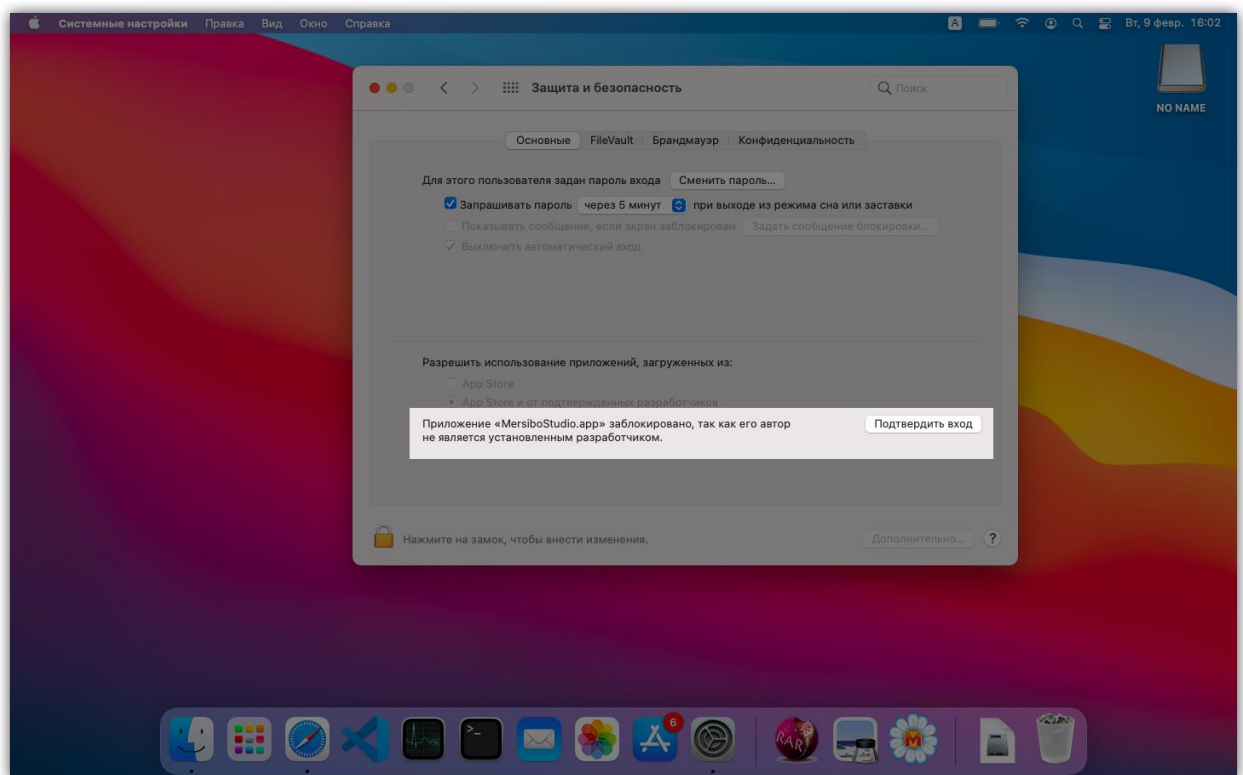 Системные настройки Правка Вид Окно Справка
A
Вт, 9 февр. 16:02
Защита и безопасность
Поиск
NO NAME
Основные FileVault Брандмауэр Конфиденциальность
Для этого пользователя задан пароль входа Сменить пароль...
Запрашивать пароль через 5 минут при выходе из режима сна или заставки
Показывать сообщение, если экран заблокирован Задать сообщение блокировки...
Выключить автоматический вход
Разрешить использование приложений, загруженных из:
App Store
App Store и от подтвержденных разработчиков
Приложение «MersiboStudio.app» заблокировано, так как его автор
не является установленным разработчиком.
Подтвердить вход
Нажмите на замок, чтобы внести изменения.
Дополнительно... ?
6
>_
RAR
M